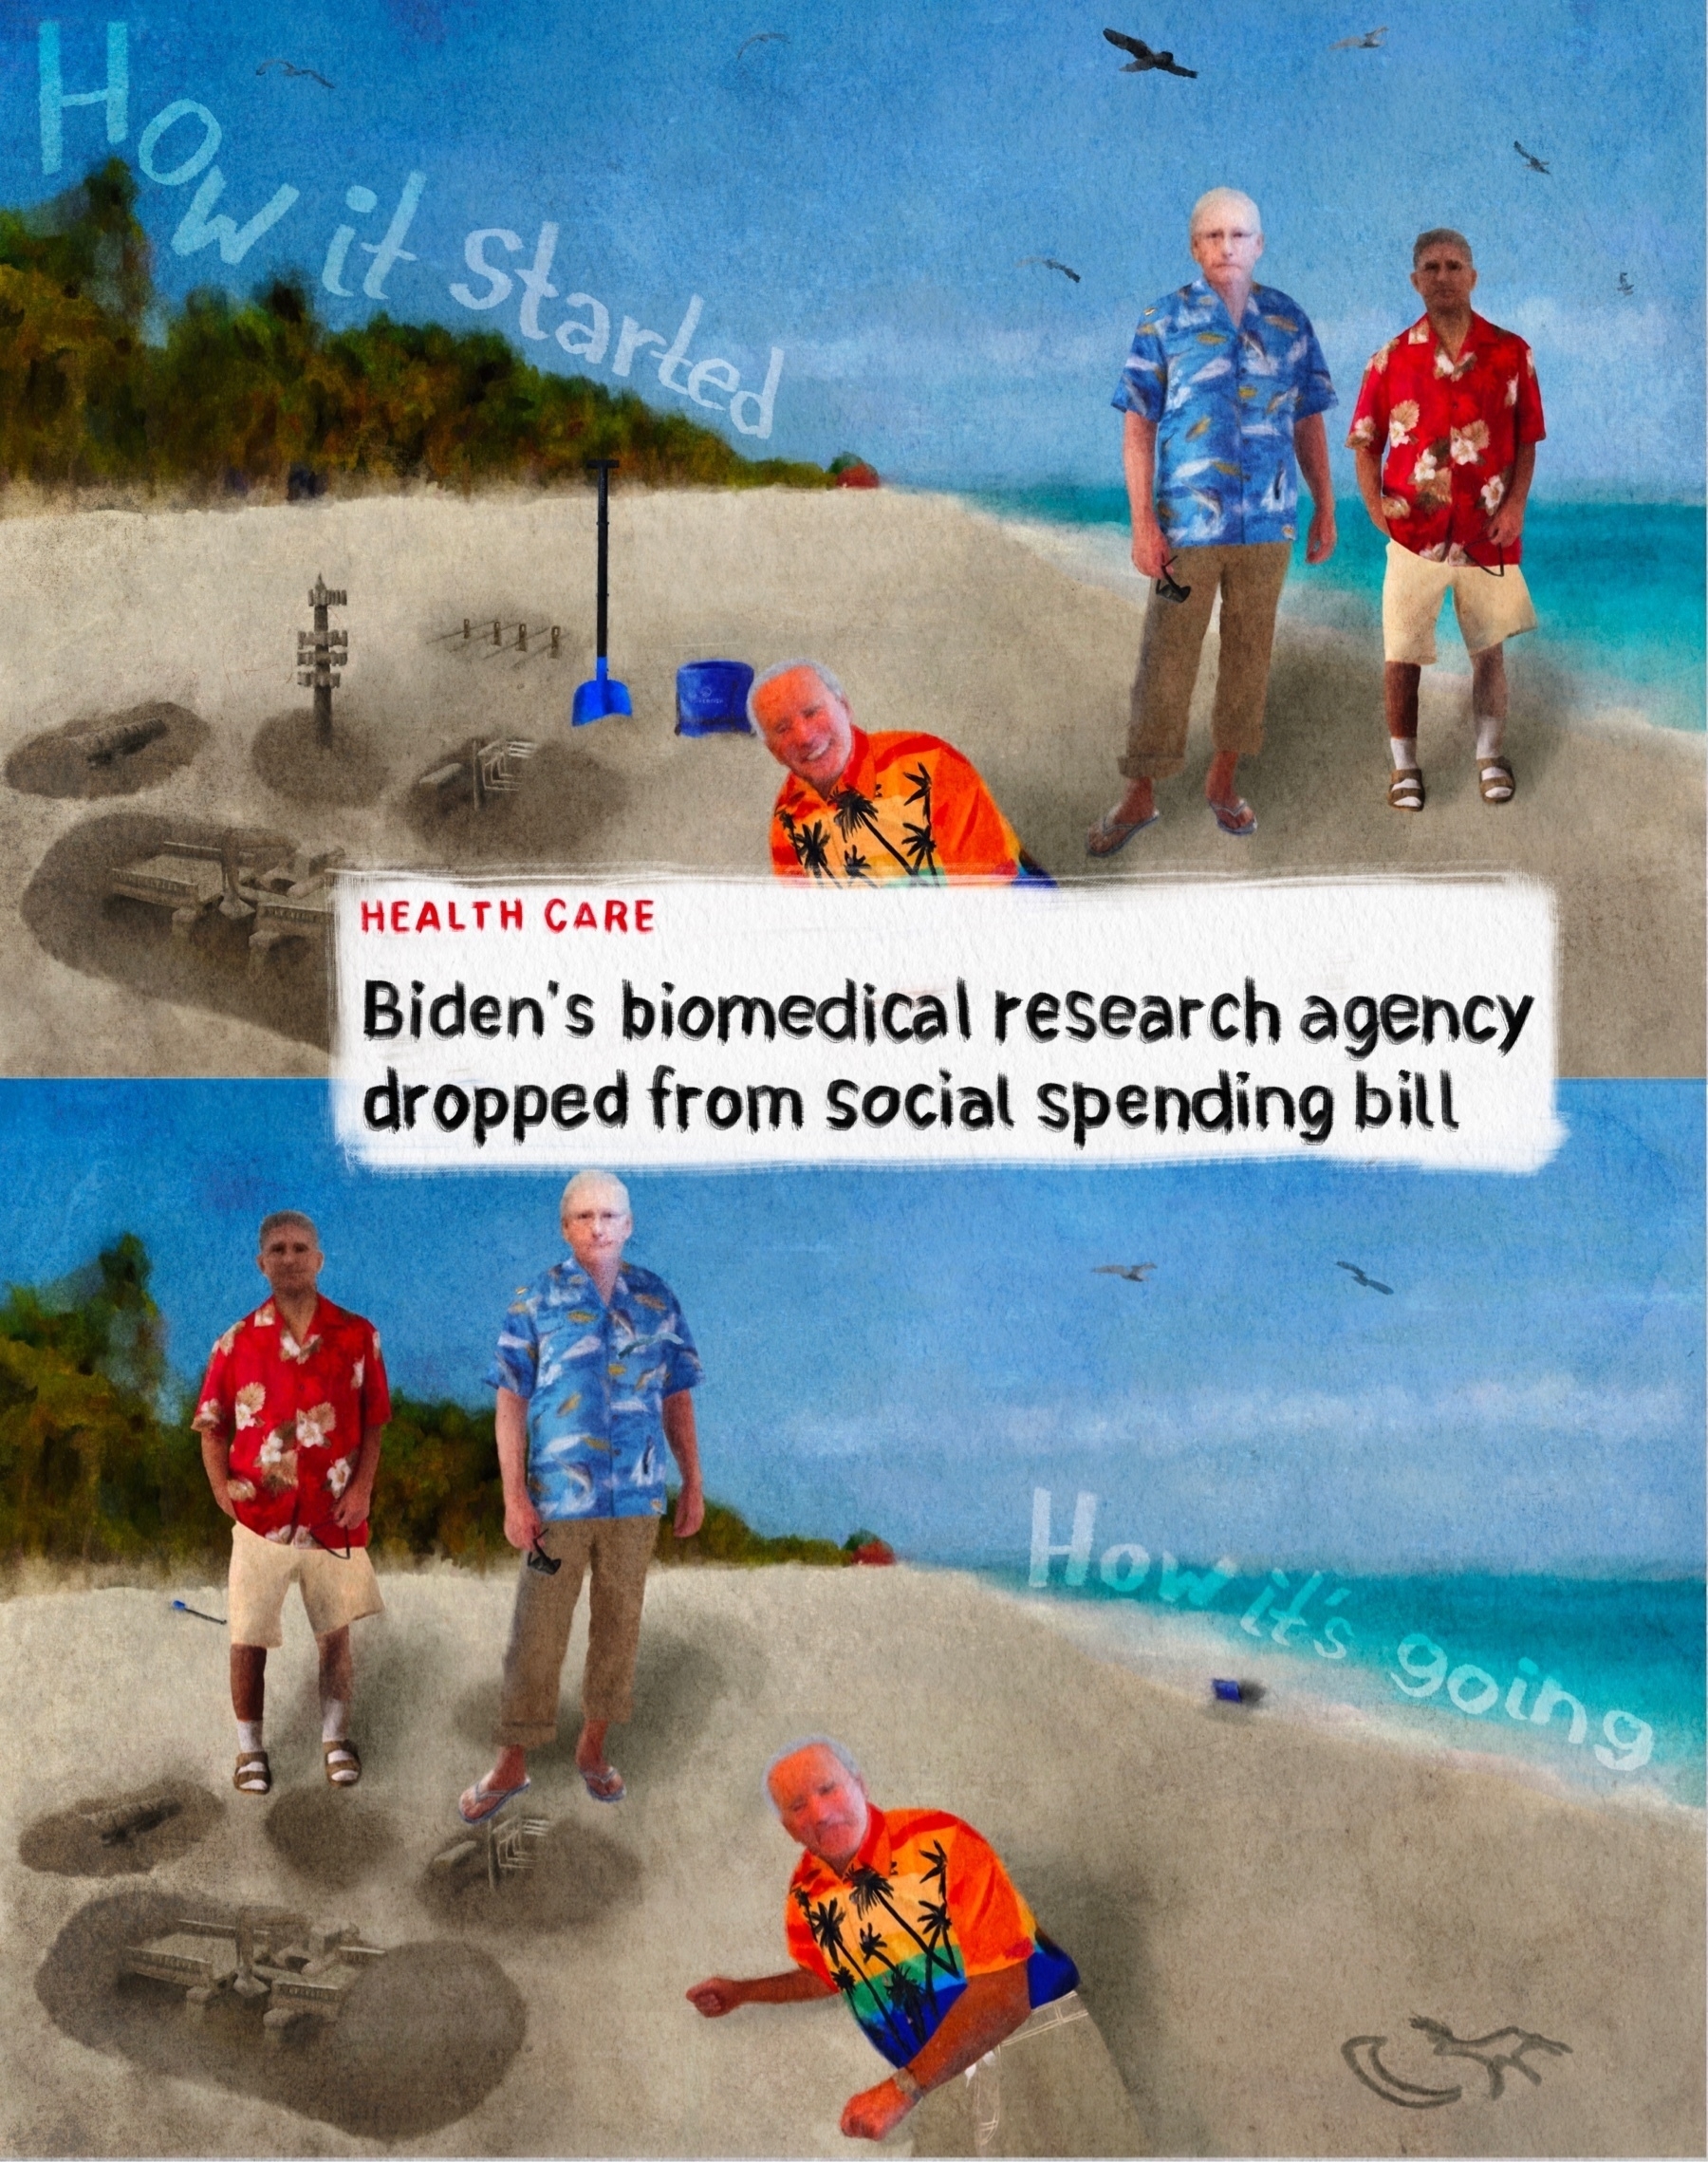 How it started
HEALTH CARE
Biden's biomedical research agency
dropped from social spending bill
How it's going